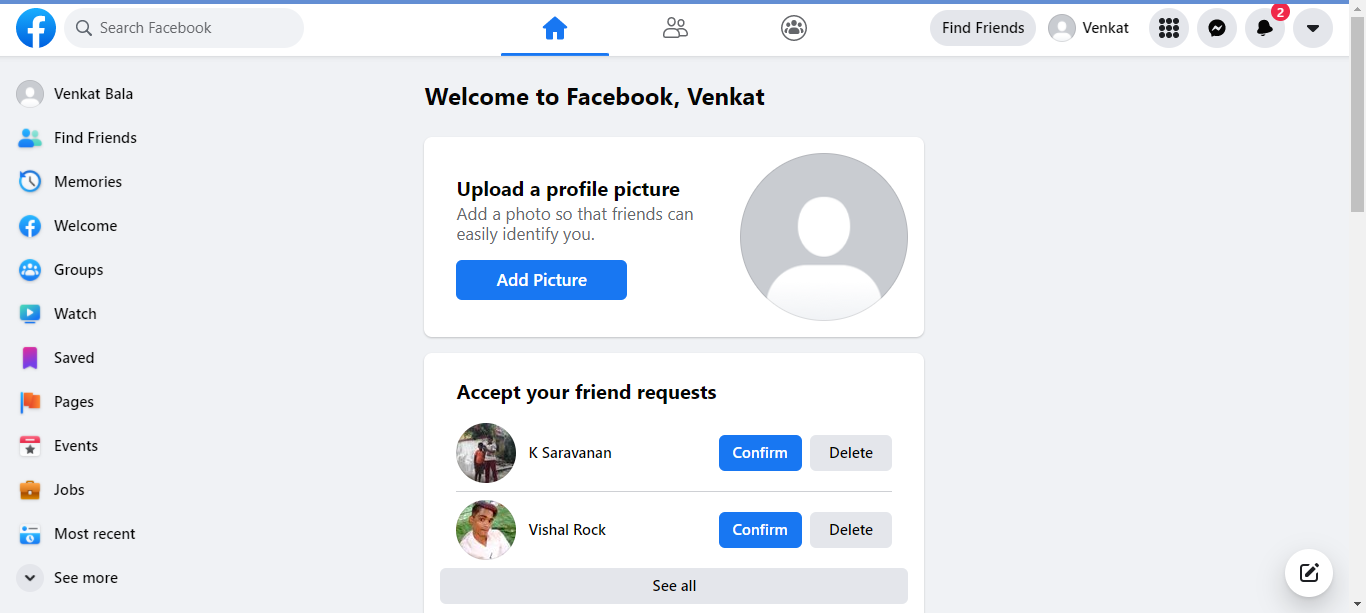 Search Facebook
Find Friends
Venkat
2
Venkat Bala
Find Friends
Memories
Welcome
Groups
Watch
Saved
Pages
Events
Jobs
Most recent
See more
Welcome to Facebook, Venkat
Upload a profile picture
Add a photo so that friends can
easily identify you.
Add Picture
Accept your friend requests
K Saravanan
Confirm
Delete
Vishal Rock
Confirm
Delete
See all